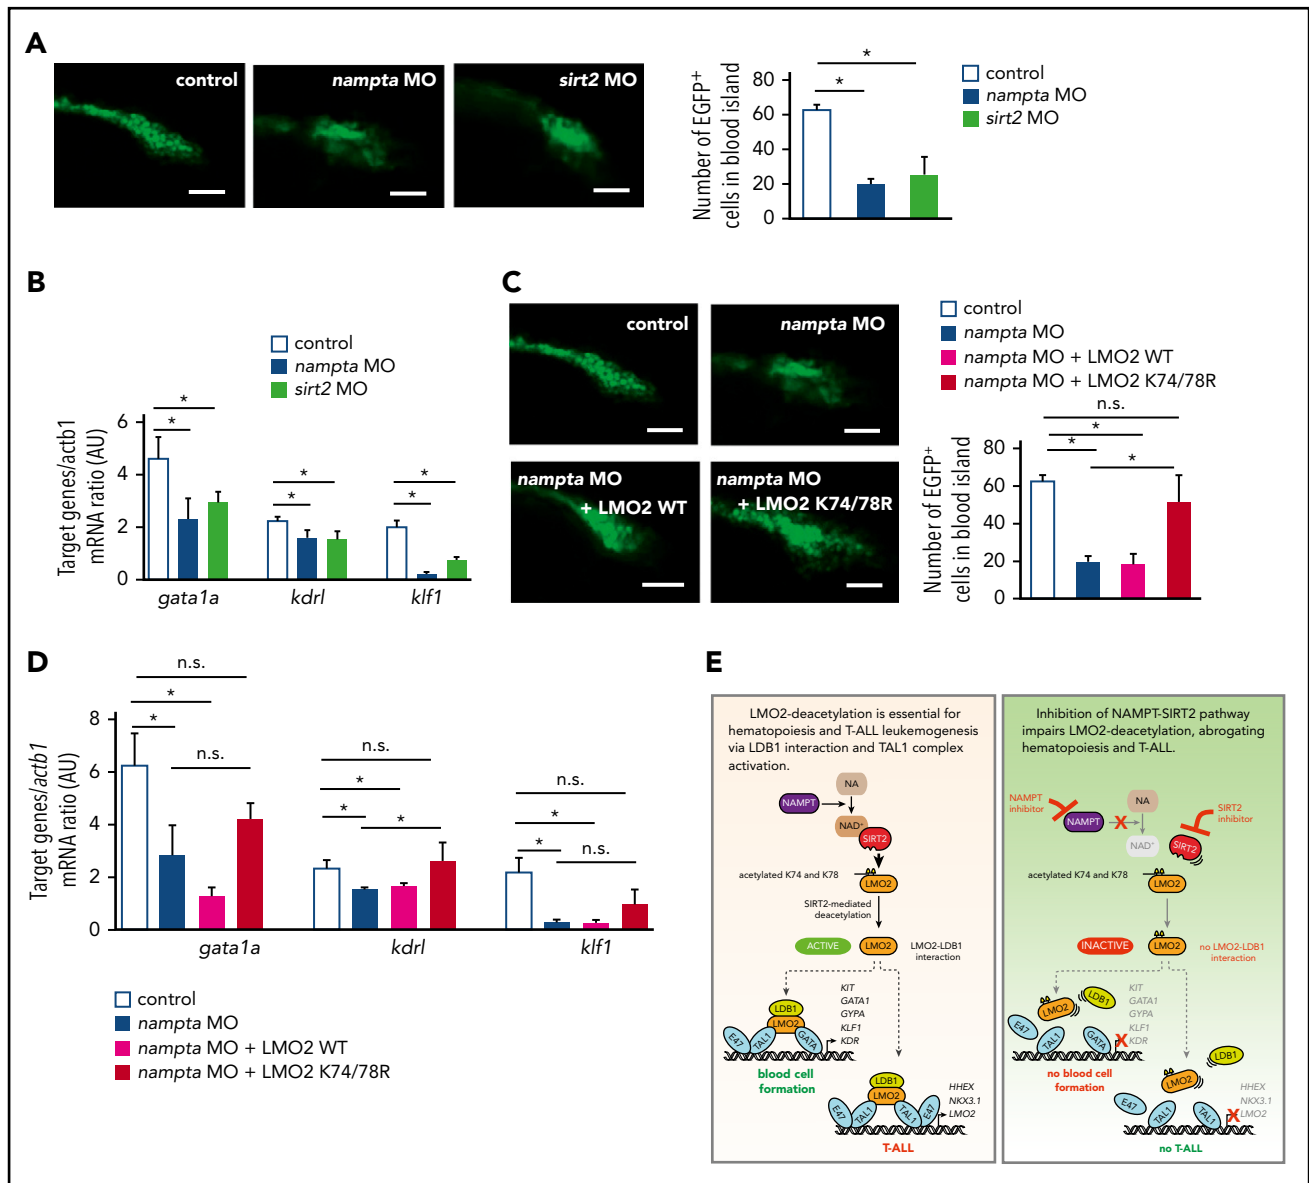 A
control
nampta MO
sirt2 MO
Number of EGFP+
cells in blood island
80
60
40
20
0
*
*
control
nampta MO
sirt2 MO
B
control
nampta MO
sirt2 MO
Target genes/actb1
mRNA ratio (AU)
6
4
2
0
*
*
*
*
*
*
gata1a
kdrl
klf1
C
control
nampta MO
nampta MO
+ LMO2 WT
nampta MO
+ LMO2 K74/78R
control
nampta MO
nampta MO + LMO2 WT
nampta MO + LMO2 K74/78R
Number of EGFP+
cells in blood island
80
60
40
20
0
n.s.
*
*
*
D
Target genes/actb1
mRNA ratio (AU)
8
6
4
2
0
n.s.
*
*
n.s.
n.s.
*
*
*
n.s.
*
*
n.s.
gata1a
kdrl
klf1
control
nampta MO
nampta MO + LMO2 WT
nampta MO + LMO2 K74/78R
E
LMO2-deacetylation is essential for
hematopoiesis and T-ALL leukemogenesis
via LDB1 interaction and TAL1 complex
activation.
NA
NAMPT
NAD+
SIRT2
acetylated K74 and K78
LMO2
SIRT2-mediated
deacetylation
ACTIVE
LMO2
LMO2-LDB1
interaction
KIT
GATA1
GYPA
KLF1
KDR
LDB1
LMO2
E47
TAL1
GATA
blood cell
formation
LDB1
LMO2
E47
TAL1
TAL1
E47
HHEX
NKX3.1
LMO2
T-ALL
Inhibition of NAMPT-SIRT2 pathway
impairs LMO2-deacetylation, abrogating
hematopoiesis and T-ALL.
NAMPT
inhibitor
NA
NAMPT
X
NAD+
SIRT2
inhibitor
SIRT2
acetylated K74 and K78
LMO2
INACTIVE
LMO2
no LMO2-LDB1
interaction
KIT
GATA1
GYPA
KLF1
KDR
LMO2
LDB1
E47
TAL1
GATA
X
no blood cell
formation
LDB1
LMO2
E47
TAL1
TAL1
X
HHEX
NKX3.1
LMO2
no T-ALL